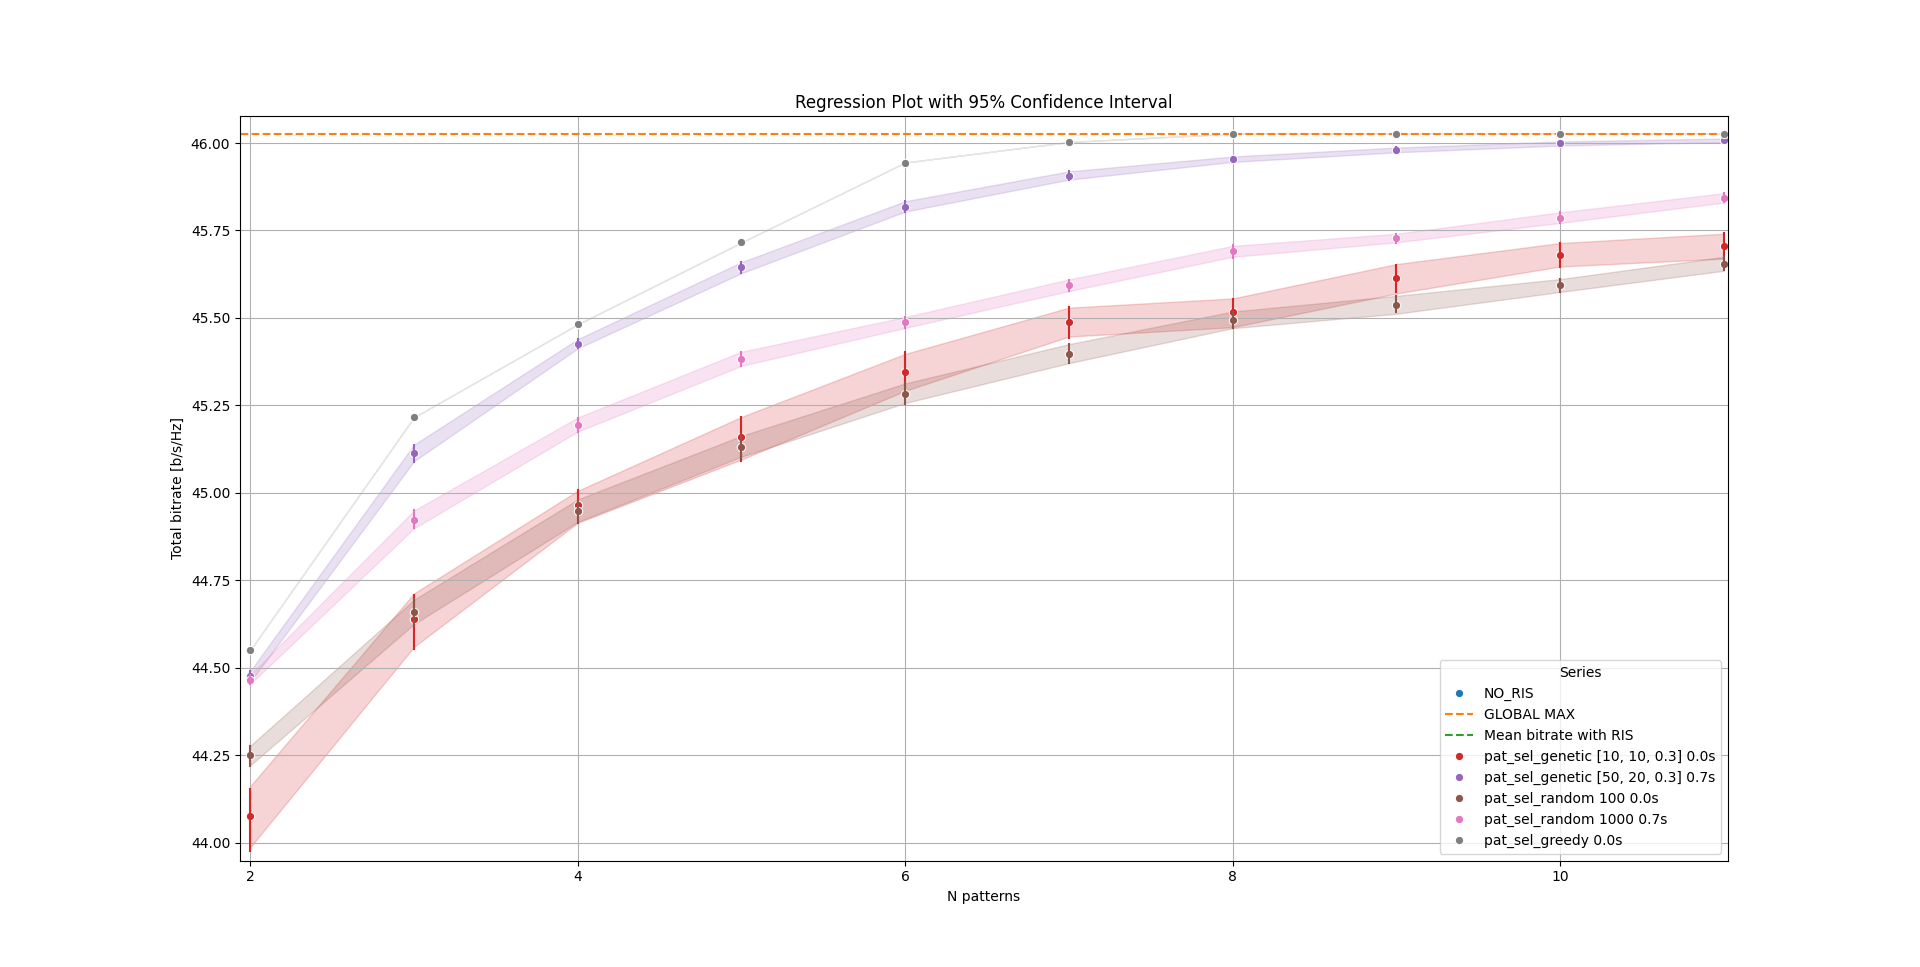 Regression Plot with 95% Confidence Interval
Total bitrate [b/s/Hz]
46.00
45.75
45.50
45.25
45.00
44.75
44.50
44.25
44.00
2
4
6
8
10
N patterns
Series
NO_RIS
GLOBAL MAX
Mean bitrate with RIS
pat_sel_genetic [10, 10, 0.3] 0.0s
pat_sel_genetic [50, 20, 0.3] 0.7s
pat_sel_random 100 0.0s
pat_sel_random 1000 0.7s
pat_sel_greedy 0.0s